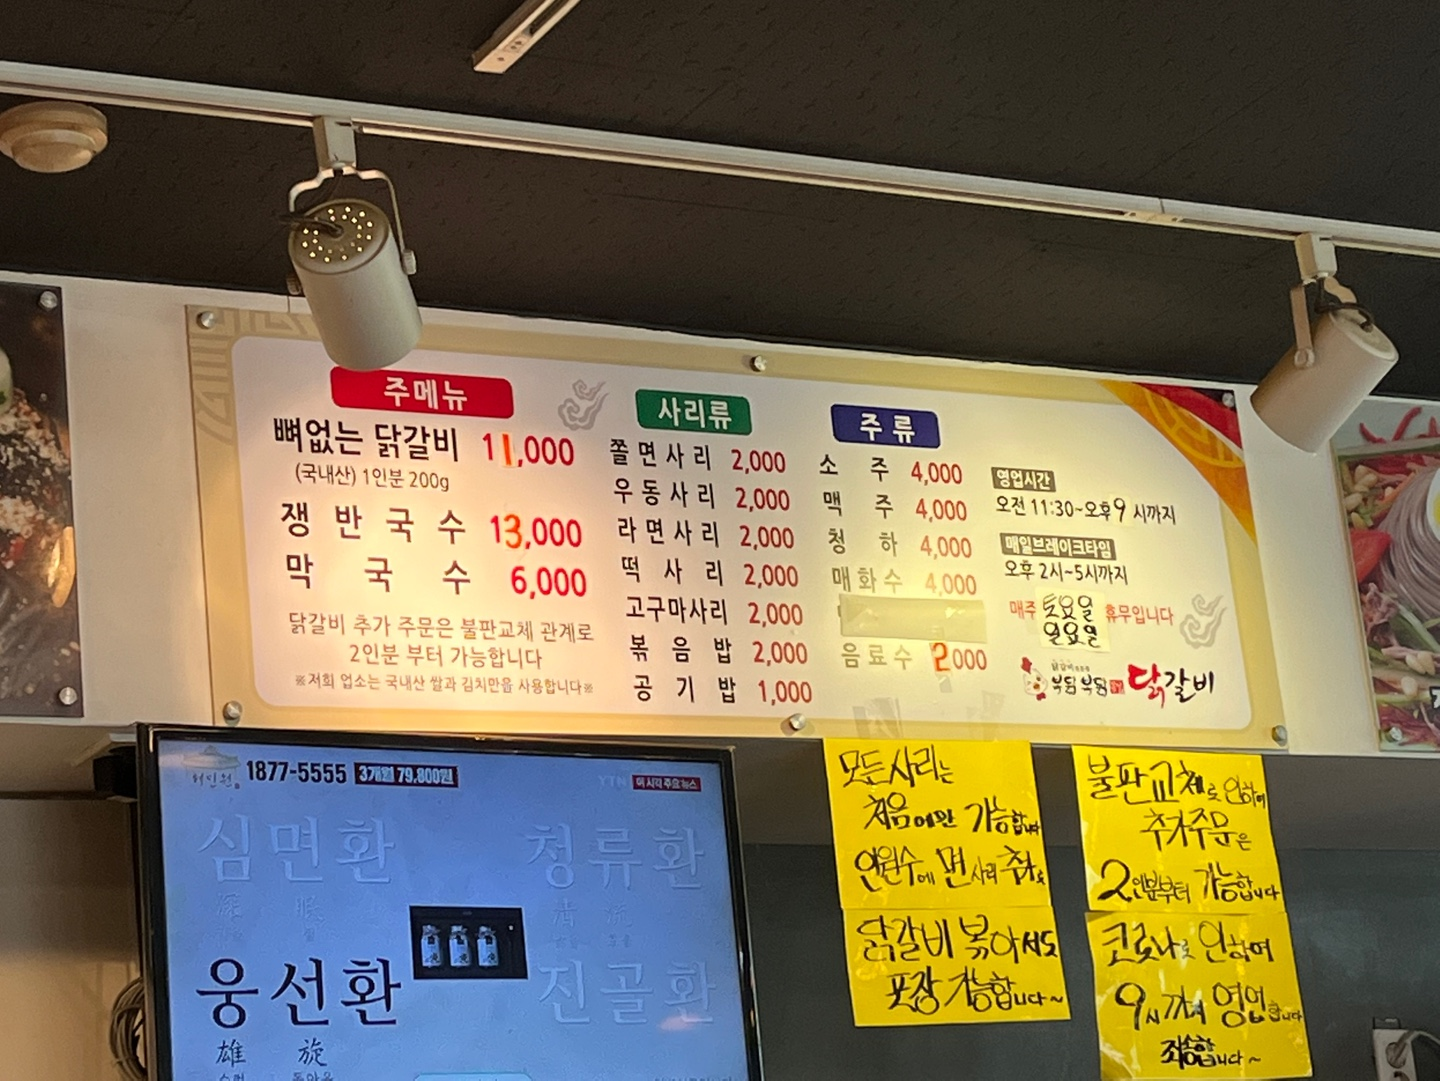 주메뉴
뼈없는 닭갈비 11,000
(국내산) 1인분 200g
쟁반국수 13,000
막국수 6,000
닭갈비 추가 주문은 불판교체 관계로
2인분 부터 가능합니다
※저희 업소는 국내산 쌀과 김치만을 사용합니다※
사리류
쫄면사리 2,000
우동사리 2,000
라면사리 2,000
떡사리 2,000
고구마사리 2,000
볶음밥 2,000
공기밥 1,000
주류
소주 4,000
맥주 4,000
청하 4,000
매화수 4,000
음료수 2000
영업시간
오전 11:30~오후9 시까지
매일브레이크타임
오후 2시~5시까지
매주 토요일 휴무입니다
일요일
닭갈비
1877-5555 3개월 79,800원
YTN 이 시각 주요뉴스
심면환 청류환
웅선환 진골환
雄 旋
모든사리는
처음에만 가능합니다
인원수에 면사리 추가
닭갈비 볶아서도
포장 가능합니다~
불판교체로 인하여
추가주문은
2인분부터 가능합니다
코로나로 인하여
9시까지 영업합니다
죄송합니다~